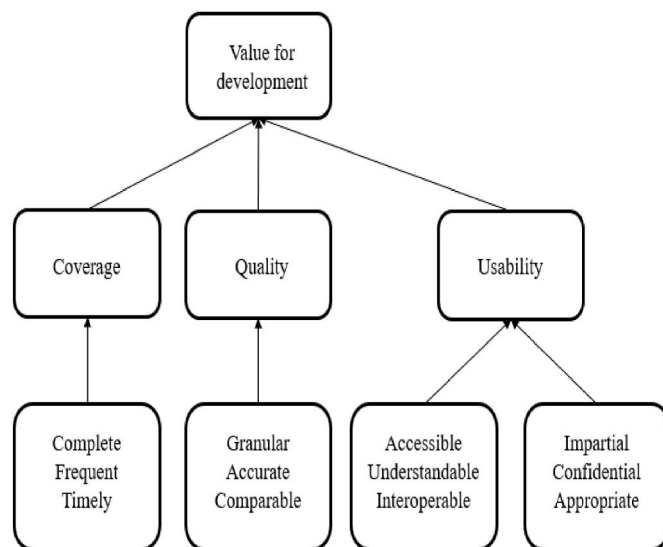 Value for
development
Coverage
Quality
Usability
Complete
Frequent
Timely
Granular
Accurate
Comparable
Accessible
Understandable
Interoperable
Impartial
Confidential
Appropriate